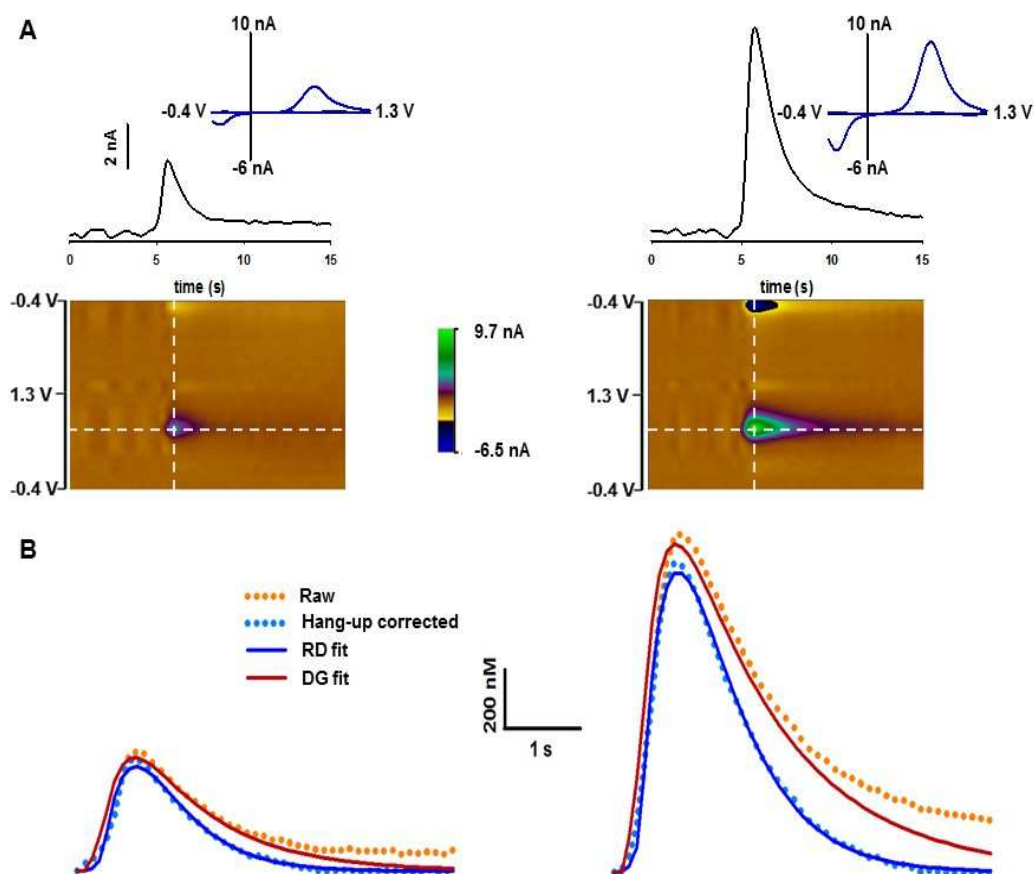 A
10 nA
-0.4 V
1.3 V
-6 nA
2 nA
0 5 10 15
time (s)
10 nA
-0.4 V
1.3 V
-6 nA
0 5 10 15
time (s)
-0.4 V
1.3 V
-0.4 V
9.7 nA
-6.5 nA
-0.4 V
1.3 V
-0.4 V
B
Raw
Hang-up corrected
RD fit
DG fit
200 nM
1 s